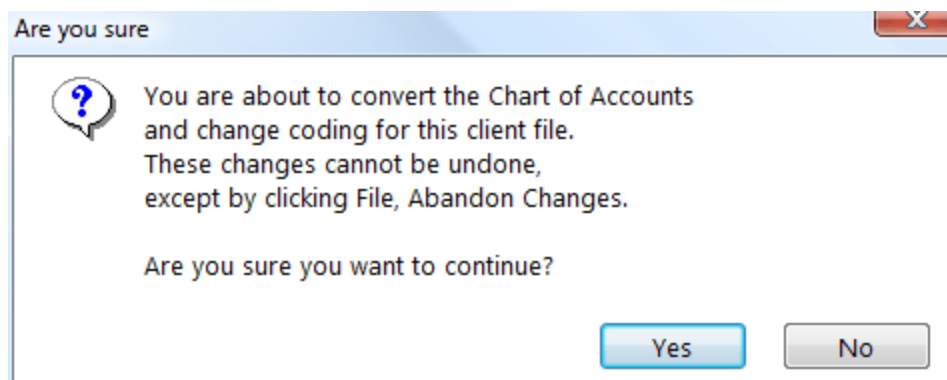 Are you sure
You are about to convert the Chart of Accounts
and change coding for this client file.
These changes cannot be undone,
except by clicking File, Abandon Changes.
Are you sure you want to continue?
Yes
No